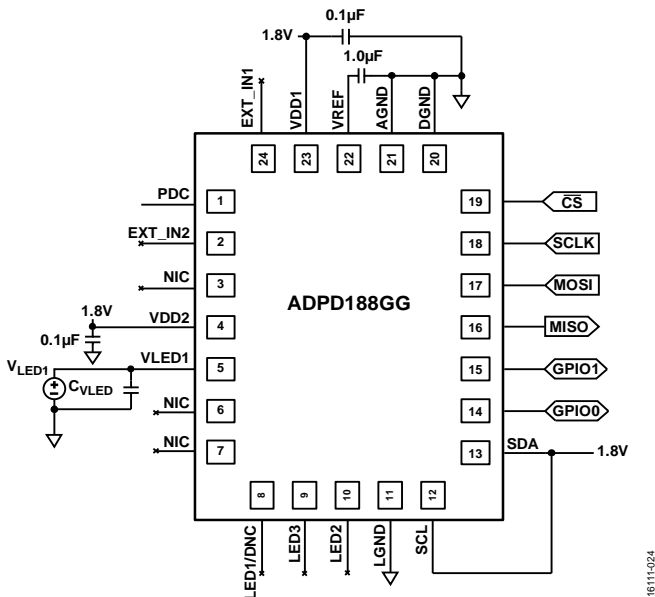 0.1µF
1.8V
1.0µF
EXT_IN1
VDD1
VREF
AGND
DGND
24
23
22
21
20
PDC
1
19
CS
EXT_IN2
2
18
SCLK
NIC
3
17
MOSI
ADPD188GG
1.8V
VDD2
4
16
MISO
0.1µF
VLED1
5
15
GPIO1
VLED1
CVLED
NIC
6
14
GPIO0
NIC
7
13
SDA
1.8V
8
9
10
11
12
LED1/DNC
LED3
LED2
LGND
SCL
16111-024